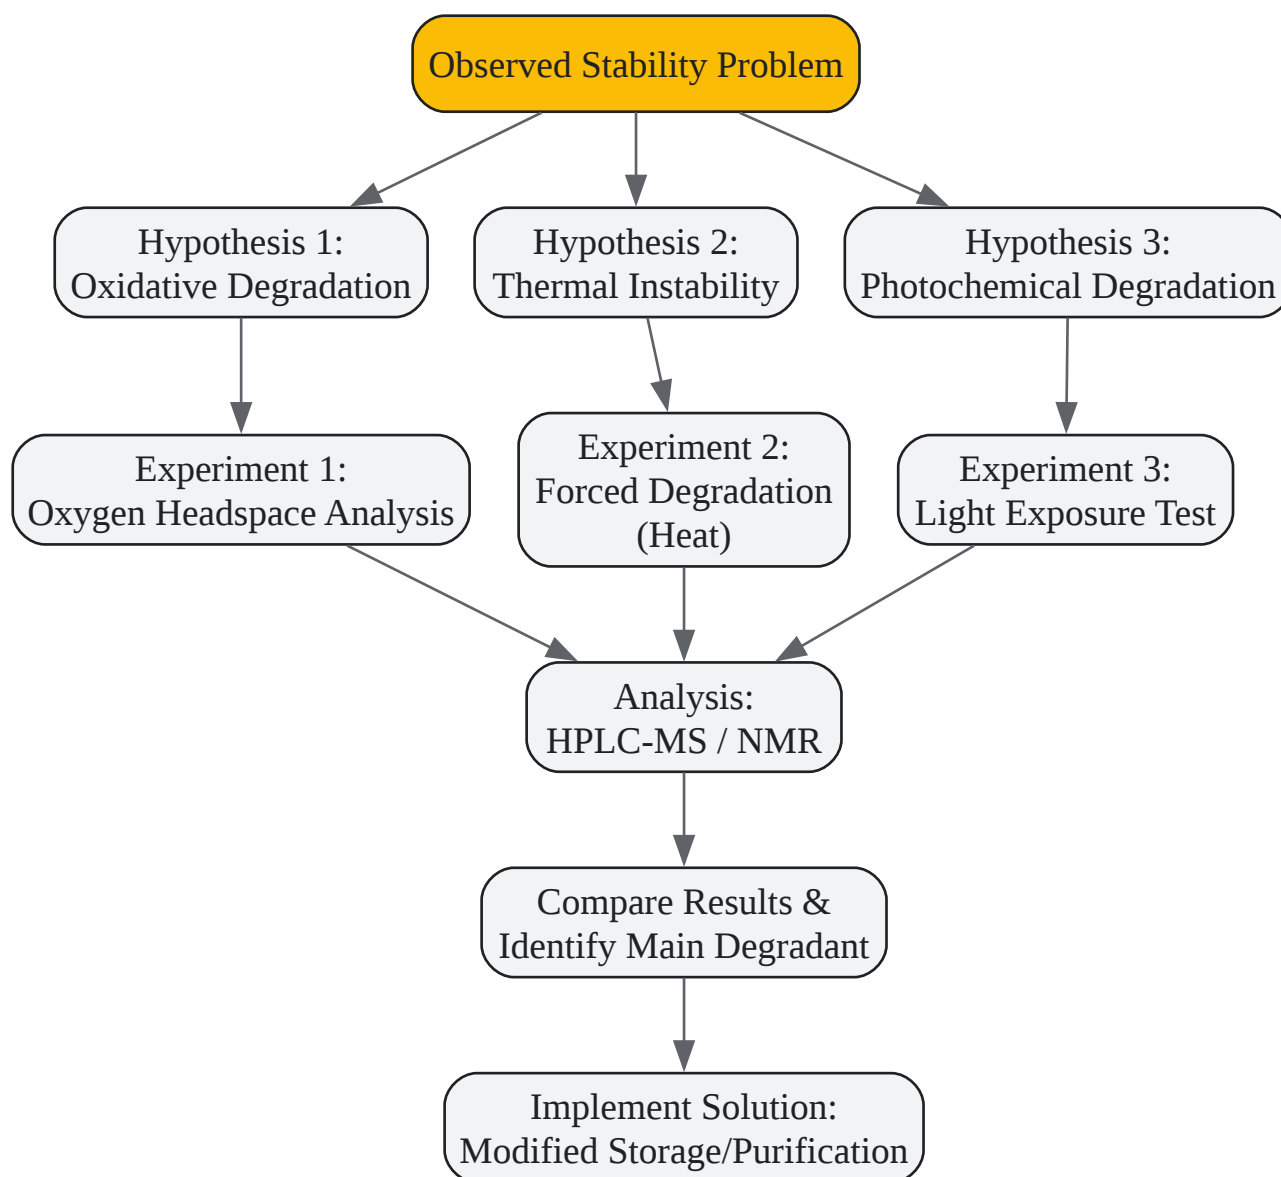 Observed Stability Problem
Hypothesis 1:
Oxidative Degradation
Hypothesis 2:
Thermal Instability
Hypothesis 3:
Photochemical Degradation
Experiment 1:
Oxygen Headspace Analysis
Experiment 2:
Forced Degradation
(Heat)
Experiment 3:
Light Exposure Test
Analysis:
HPLC-MS / NMR
Compare Results &
Identify Main Degradant
Implement Solution:
Modified Storage/Purification